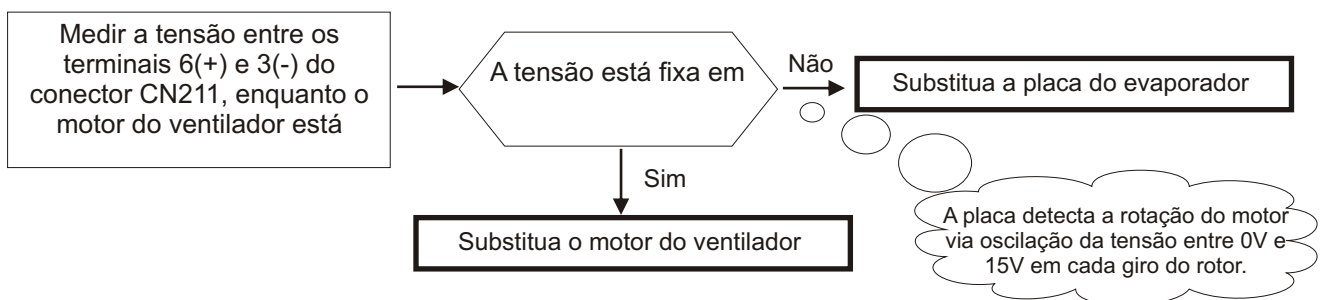 Medir a tensão entre os
terminais 6(+) e 3(-) do
conector CN211, enquanto o
motor do ventilador está
A tensão está fixa em
Não
Substitua a placa do evaporador
Sim
Substitua o motor do ventilador
A placa detecta a rotação do motor
via oscilação da tensão entre 0V e
15V em cada giro do rotor.